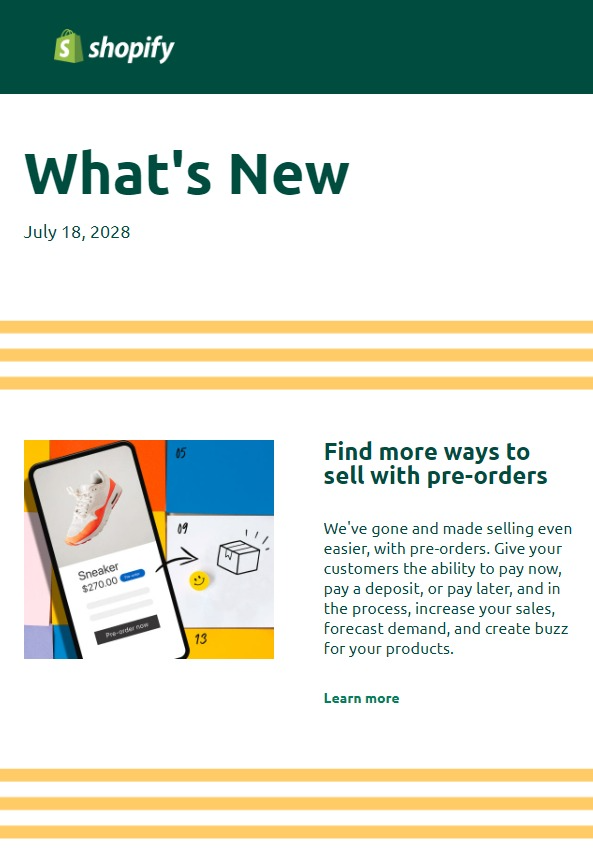 shopify
What's New
July 18, 2028
05
09
Sneaker
$270.00
Pre-order now
13
Find more ways to
sell with pre-orders
We've gone and made selling even
easier, with pre-orders. Give your
customers the ability to pay now,
pay a deposit, or pay later, and in
the process, increase your sales,
forecast demand, and create buzz
for your products.
Learn more